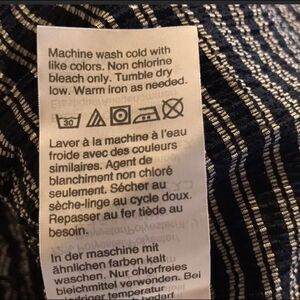 Machine wash cold with
like colors. Non chlorine
bleach only. Tumble dry
low. Warm iron as needed.
30
Laver à la machine à l'eau
froide avec des couleurs
similaires. Agent de
blanchiment non chloré
seulement. Sécher au
sèche-linge au cycle doux.
Repasser au fer tiède au
besoin.
In der maschine mit
ähnlichen farben kalt
waschen. Nur chlorfreies
bleichmittel verwenden. Bei
niedriger temperatur